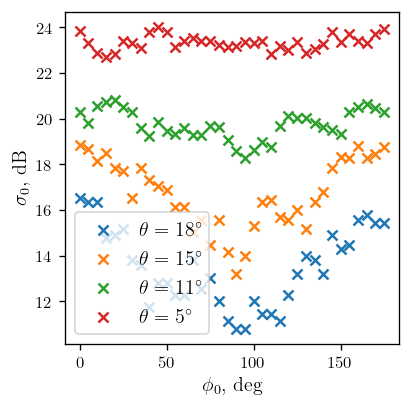 24
22
20
18
16
14
12
σ₀, dB
θ = 18°
θ = 15°
θ = 11°
θ = 5°
0 50 100 150
ϕ₀, deg